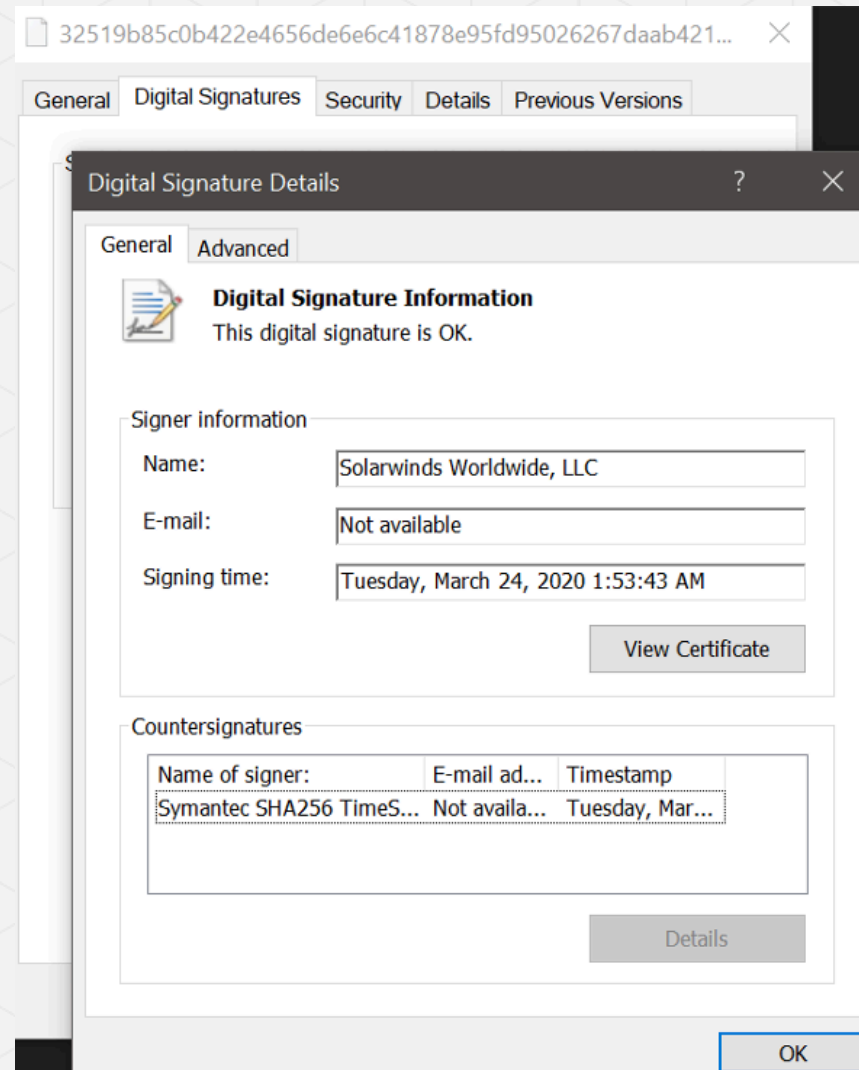 32519b85c0b422e4656de6e6c41878e95fd95026267daab421...
General Digital Signatures Security Details Previous Versions
Digital Signature Details
General Advanced
Digital Signature Information
This digital signature is OK.
Signer information
Name: Solarwinds Worldwide, LLC
E-mail: Not available
Signing time: Tuesday, March 24, 2020 1:53:43 AM
View Certificate
Countersignatures
Name of signer: E-mail ad... Timestamp
Symantec SHA256 TimeS... Not availa... Tuesday, Mar...
Details
OK